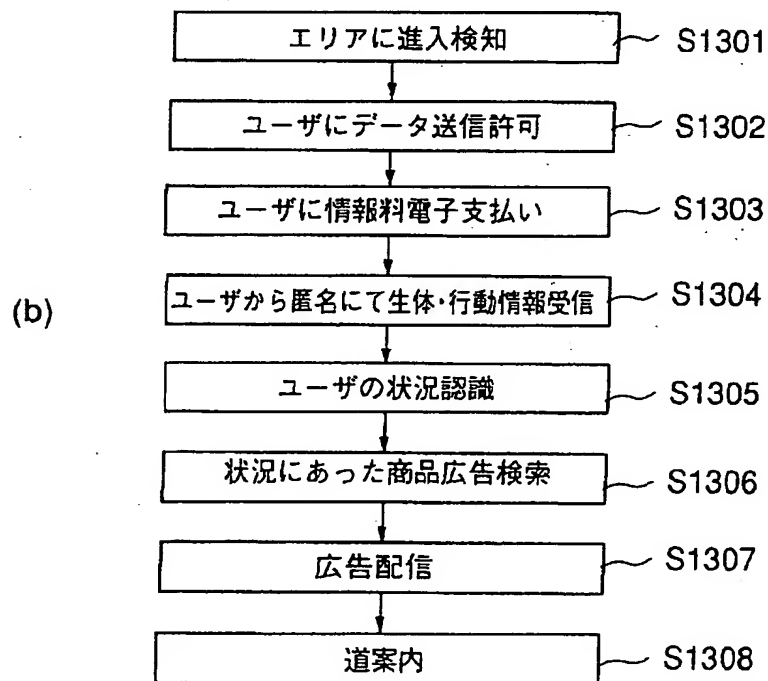 エリアに進入検知 S1301
ユーザにデータ送信許可 S1302
ユーザに情報料電子支払い S1303
(b)
ユーザから匿名にて生体・行動情報受信 S1304
ユーザの状況認識 S1305
状況にあった商品広告検索 S1306
広告配信 S1307
道案内 S1308